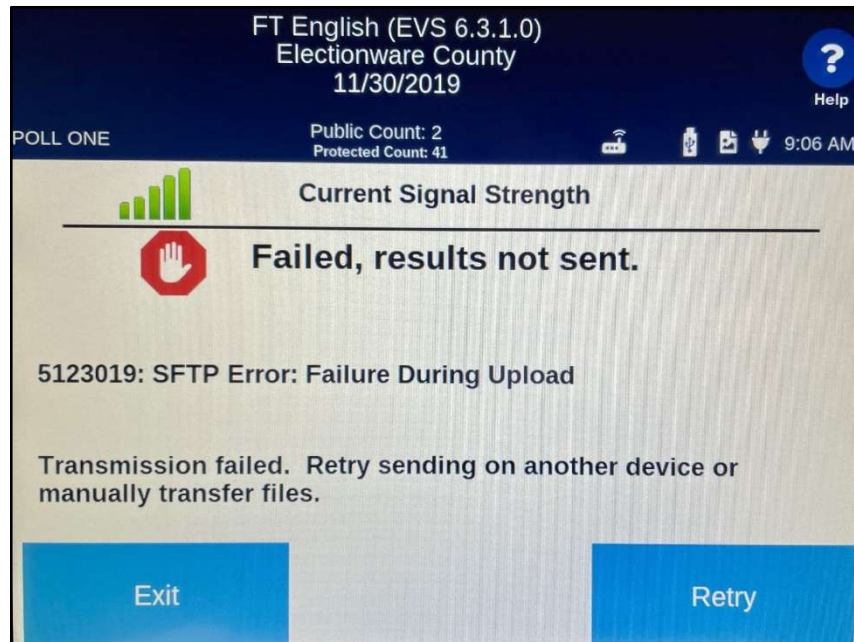 FT English (EVS 6.3.1.0)
Electionware County
11/30/2019
?
Help
POLL ONE
Public Count: 2
Protected Count: 41
9:06 AM
Current Signal Strength
Failed, results not sent.
5123019: SFTP Error: Failure During Upload
Transmission failed. Retry sending on another device or
manually transfer files.
Exit
Retry